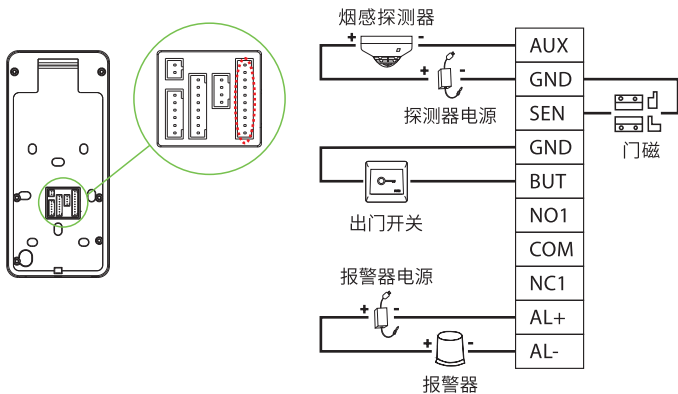 烟感探测器
+ -
AUX
+ -
GND
探测器电源
SEN
门磁
GND
BUT
出门开关
NO1
COM
报警器电源
NC1
+ -
AL+
+ -
AL-
报警器